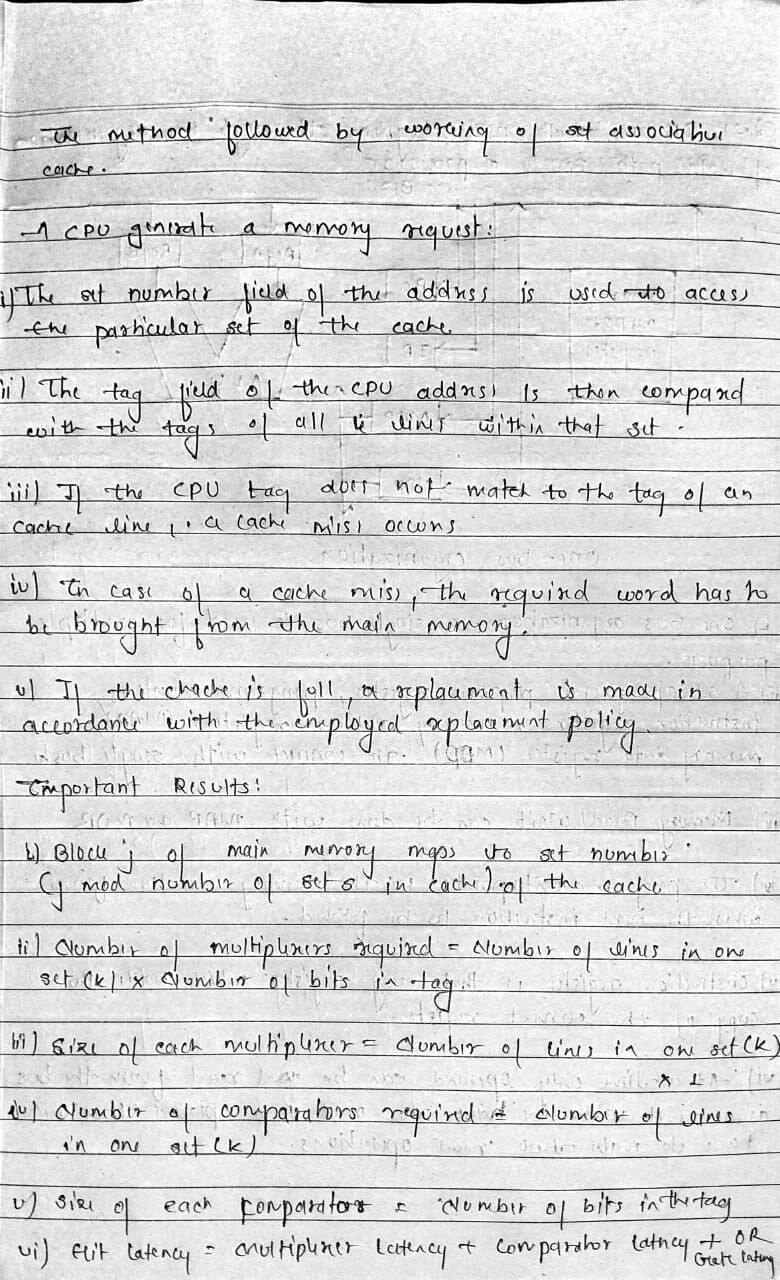 The method followed by working of set associative
cache.
→ CPU generate a memory request:
i) The set number field of the address is used to access
the particular set of the cache
ii) The tag field of the CPU address is then compared
with the tags of all lines within that set.
iii) If the CPU tag does not match to the tag of an
cache line, a cache miss occurs
iv) In case of a cache miss, the required word has to
be brought from the main memory.
v) If the chache is full, a replacement is made in
accordance with the employed replacement policy.
Important Results:
i) Block j of main memory maps to set number
(j mod number of sets in cache) of the cache
ii) Number of multiplexers required = Number of lines in one
set (k) x Number of bits in tag
iii) Size of each multiplexer = Number of lines in one set (k)
x 1
iv) Number of comparators required = Number of lines
in one set (k)
v) Size of each comparators = Number of bits in the tag
vi) Hit latency = multiplexer latency + comparator latncy + OR
Gate latency